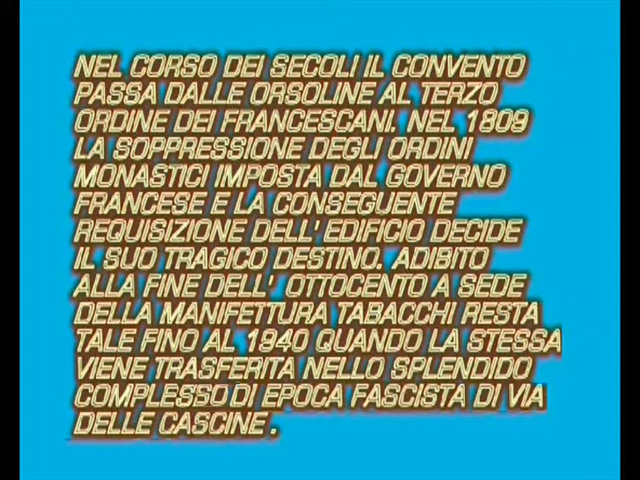 NEL CORSO DEI SECOLI IL CONVENTO
PASSA DALLE ORSOLINE AL TERZO
ORDINE DEI FRANCESCANI. NEL 1808
LA SOPPRESSIONE DEGLI ORDINI
MONASTICI IMPOSTA DAL GOVERNO
FRANCESE E LA CONSEGUENTE
REQUISIZIONE DELL' EDIFICIO DECIDE
IL SUO TRAGICO DESTINO. ADIBITO
ALLA FINE DELL' OTTOCENTO A SEDE
DELLA MANIFETTURA TABACCHI RESTA
TALE FINO AL 1940 QUANDO LA STESSA
VIENE TRASFERITA NELLO SPLENDIDO
COMPLESSO DI EPOCA FASCISTA DI VIA
DELLE CASCINE.